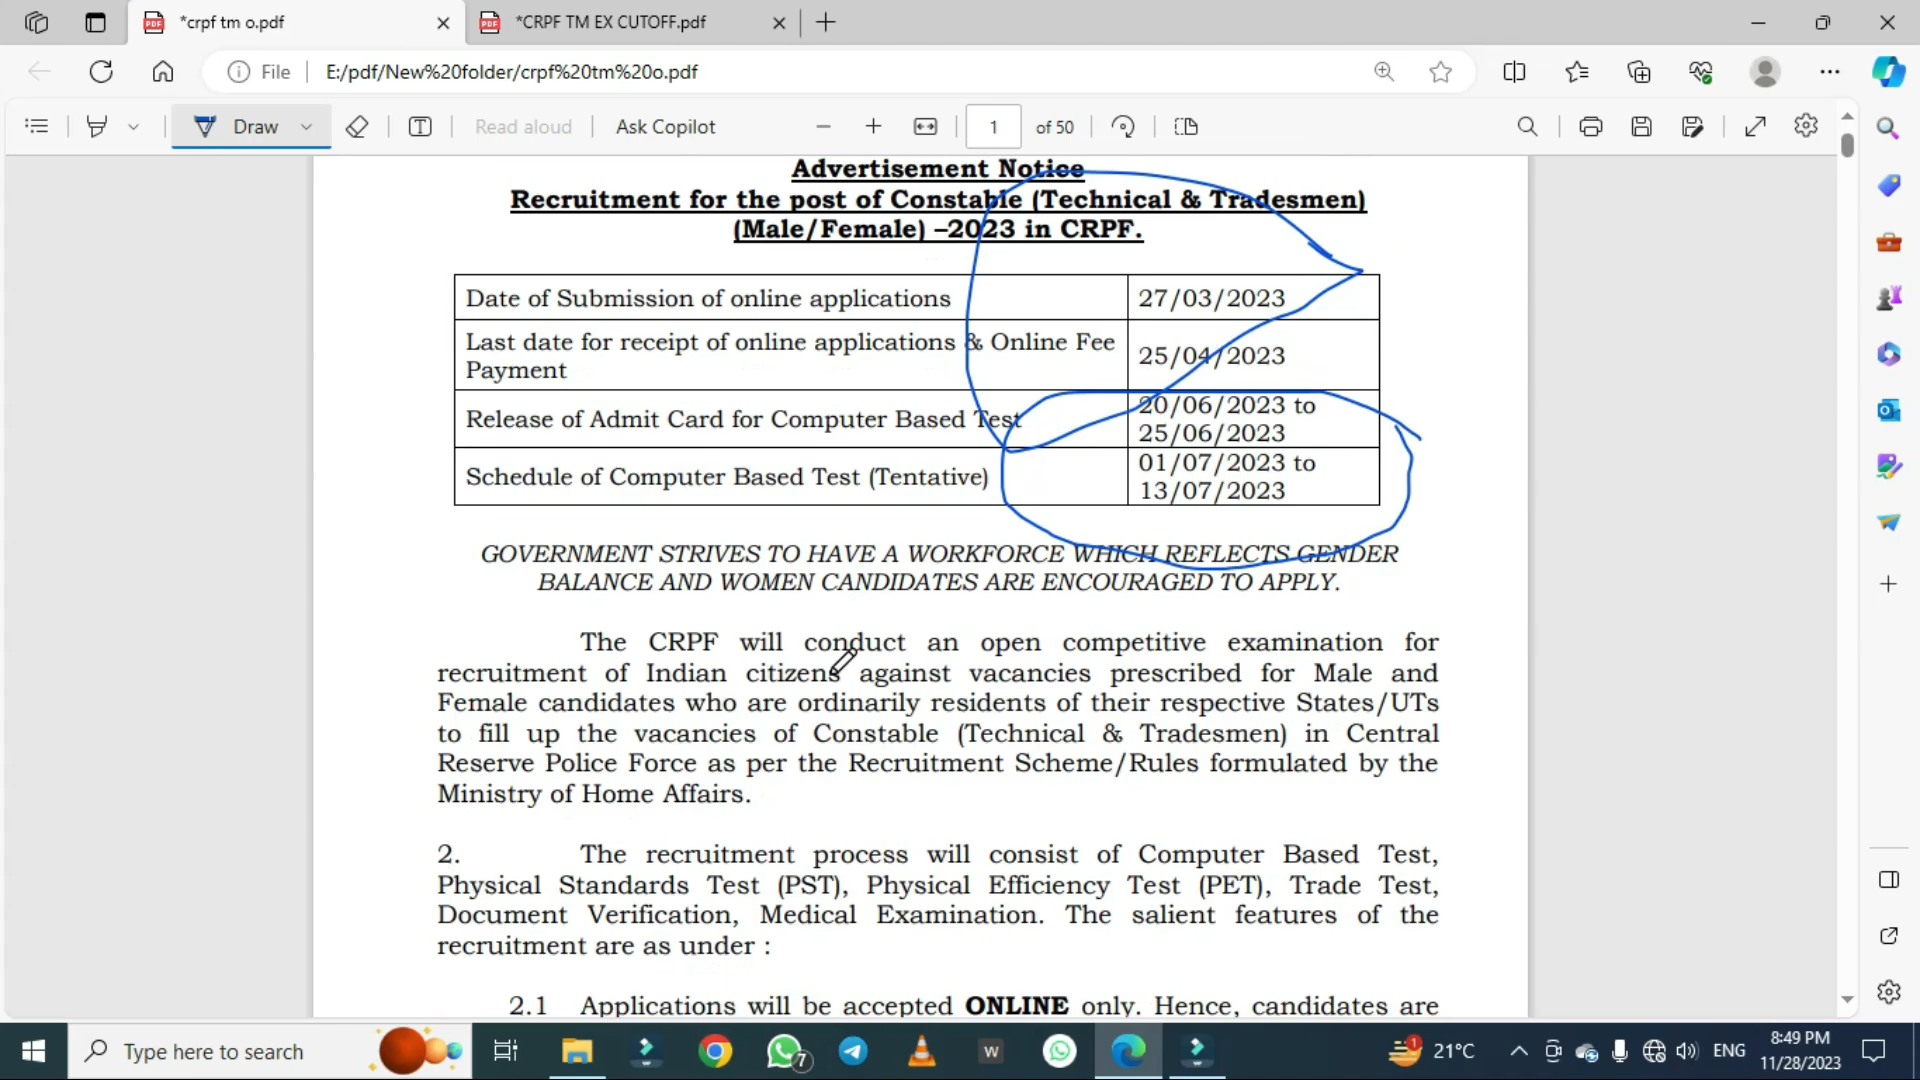 *crpf tm o.pdf
*CRPF TM EX CUTOFF.pdf
File
E:/pdf/New%20folder/crpf%20tm%20o.pdf
Draw
Read aloud
Ask Copilot
1
of 50
Advertisement Notice
Recruitment for the post of Constable (Technical & Tradesmen)
(Male/Female) –2023 in CRPF.
Date of Submission of online applications
27/03/2023
Last date for receipt of online applications & Online Fee
Payment
25/04/2023
Release of Admit Card for Computer Based Test
20/06/2023 to
25/06/2023
Schedule of Computer Based Test (Tentative)
01/07/2023 to
13/07/2023
GOVERNMENT STRIVES TO HAVE A WORKFORCE WHICH REFLECTS GENDER
BALANCE AND WOMEN CANDIDATES ARE ENCOURAGED TO APPLY.
The CRPF will conduct an open competitive examination for
recruitment of Indian citizens against vacancies prescribed for Male and
Female candidates who are ordinarily residents of their respective States/UTs
to fill up the vacancies of Constable (Technical & Tradesmen) in Central
Reserve Police Force as per the Recruitment Scheme/Rules formulated by the
Ministry of Home Affairs.
2. The recruitment process will consist of Computer Based Test,
Physical Standards Test (PST), Physical Efficiency Test (PET), Trade Test,
Document Verification, Medical Examination. The salient features of the
recruitment are as under :
2.1 Applications will be accepted ONLINE only. Hence, candidates are
Type here to search
7
W
1
21°C
ENG
8:49 PM
11/28/2023